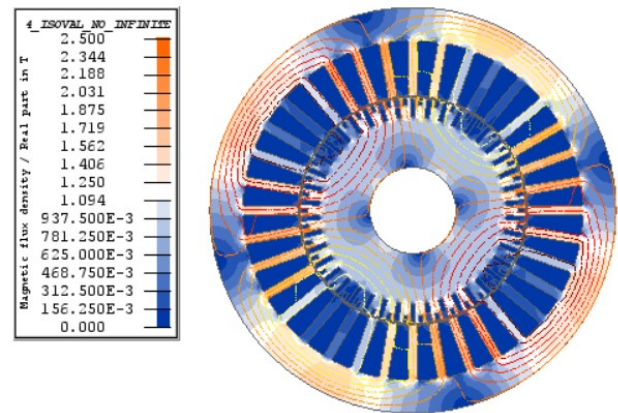 4_ISOVAL_NO_INFINITE
Magnetic flux density / Real part in T
2.500
2.344
2.188
2.031
1.875
1.719
1.562
1.406
1.250
1.094
937.500E-3
781.250E-3
625.000E-3
468.750E-3
312.500E-3
156.250E-3
0.000